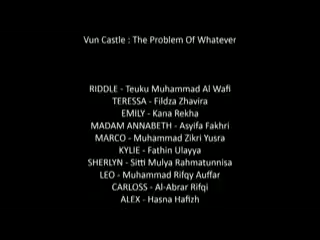 Vun Castle : The Problem Of Whatever
RIDDLE - Teuku Muhammad Al Wafi
TERESSA - Fildza Zhavira
EMILY - Kana Rekha
MADAM ANNABETH - Asyifa Fakhri
MARCO - Muhammad Zikri Yusra
KYLIE - Fathin Ulayya
SHERLYN - Sitti Mulya Rahmatunnisa
LEO - Muhammad Rifqy Auffar
CARLOSS - Al-Abrar Rifqi
ALEX - Hasna Hafizh